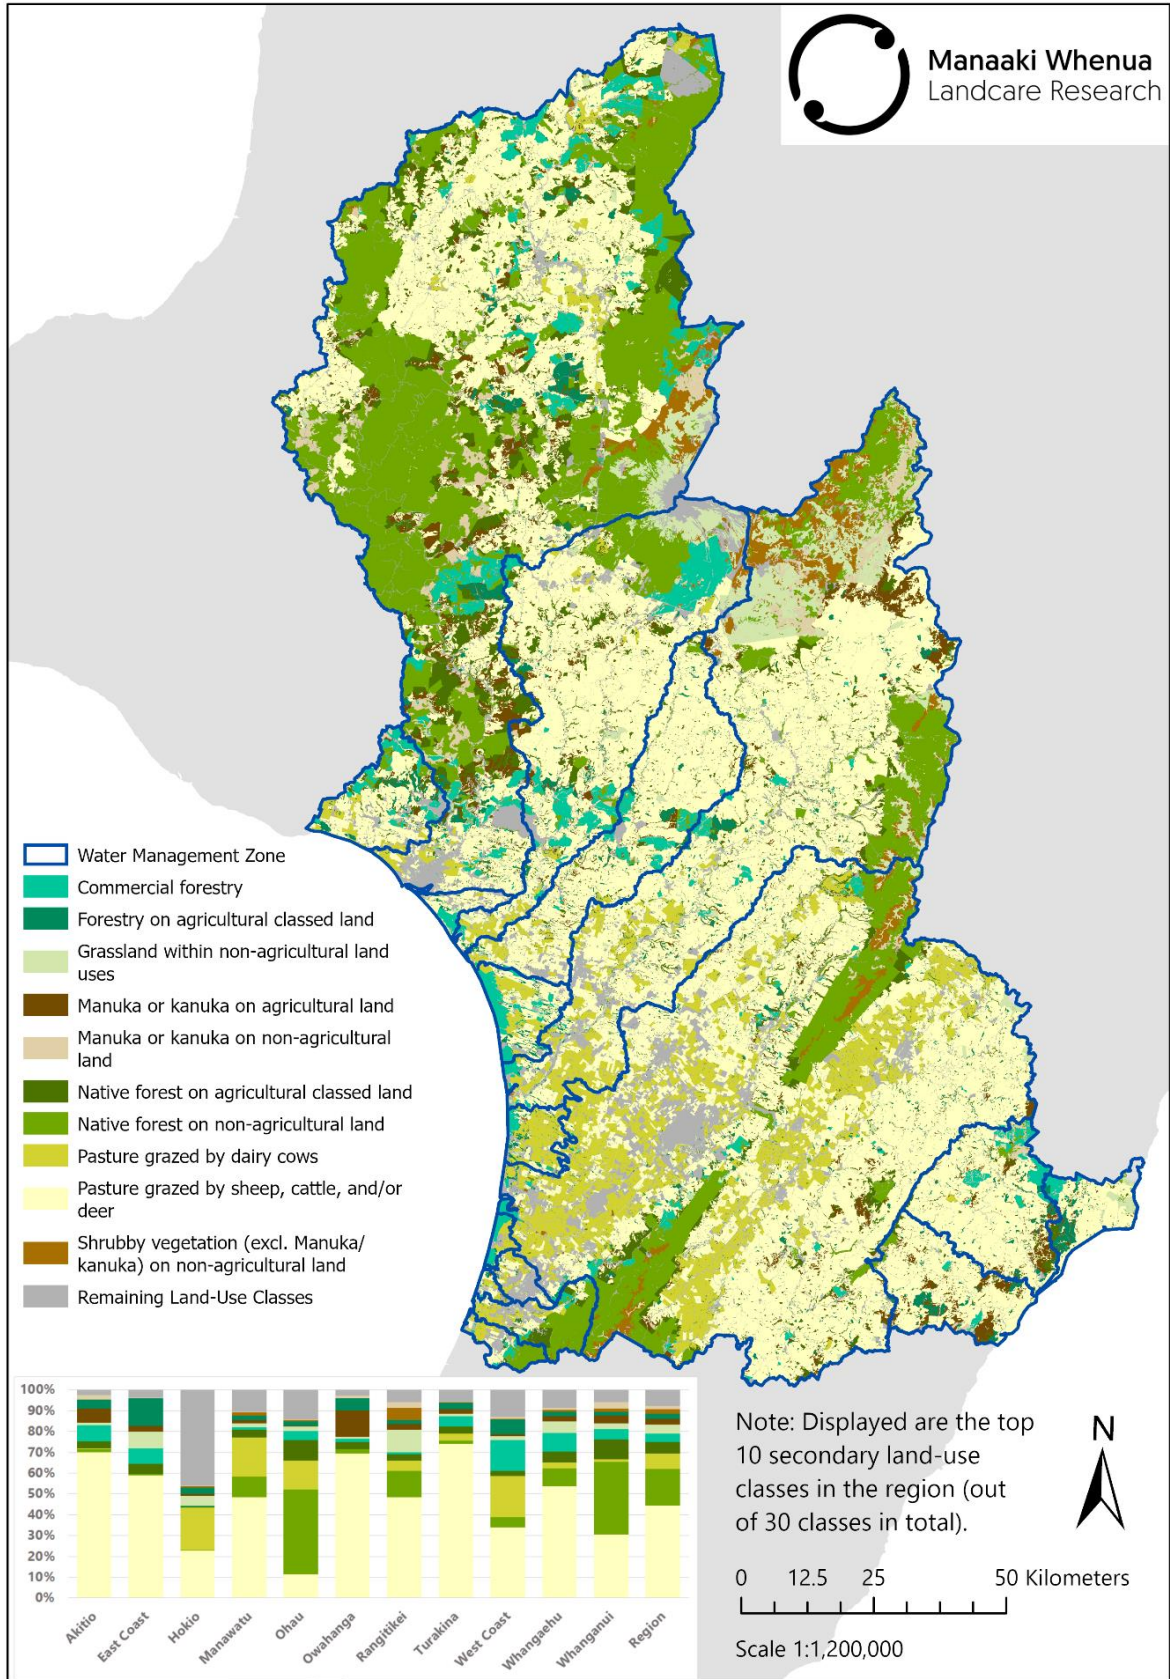 Manaaki Whenua
Landcare Research
Water Management Zone
Commercial forestry
Forestry on agricultural classed land
Grassland within non-agricultural land
uses
Manuka or kanuka on agricultural land
Manuka or kanuka on non-agricultural
land
Native forest on agricultural classed land
Native forest on non-agricultural land
Pasture grazed by dairy cows
Pasture grazed by sheep, cattle, and/or
deer
Shrubby vegetation (excl. Manuka/
kanuka) on non-agricultural land
Remaining Land-Use Classes
100%
90%
80%
70%
60%
50%
40%
30%
20%
10%
0%
Akitio
East Coast
Hokio
Manawatu
Ohau
Owahanga
Rangitikei
Turakina
West Coast
Whangaehu
Whanganui
Region
Note: Displayed are the top
10 secondary land-use
classes in the region (out
of 30 classes in total).
N
0 12.5 25 50 Kilometers
Scale 1:1,200,000